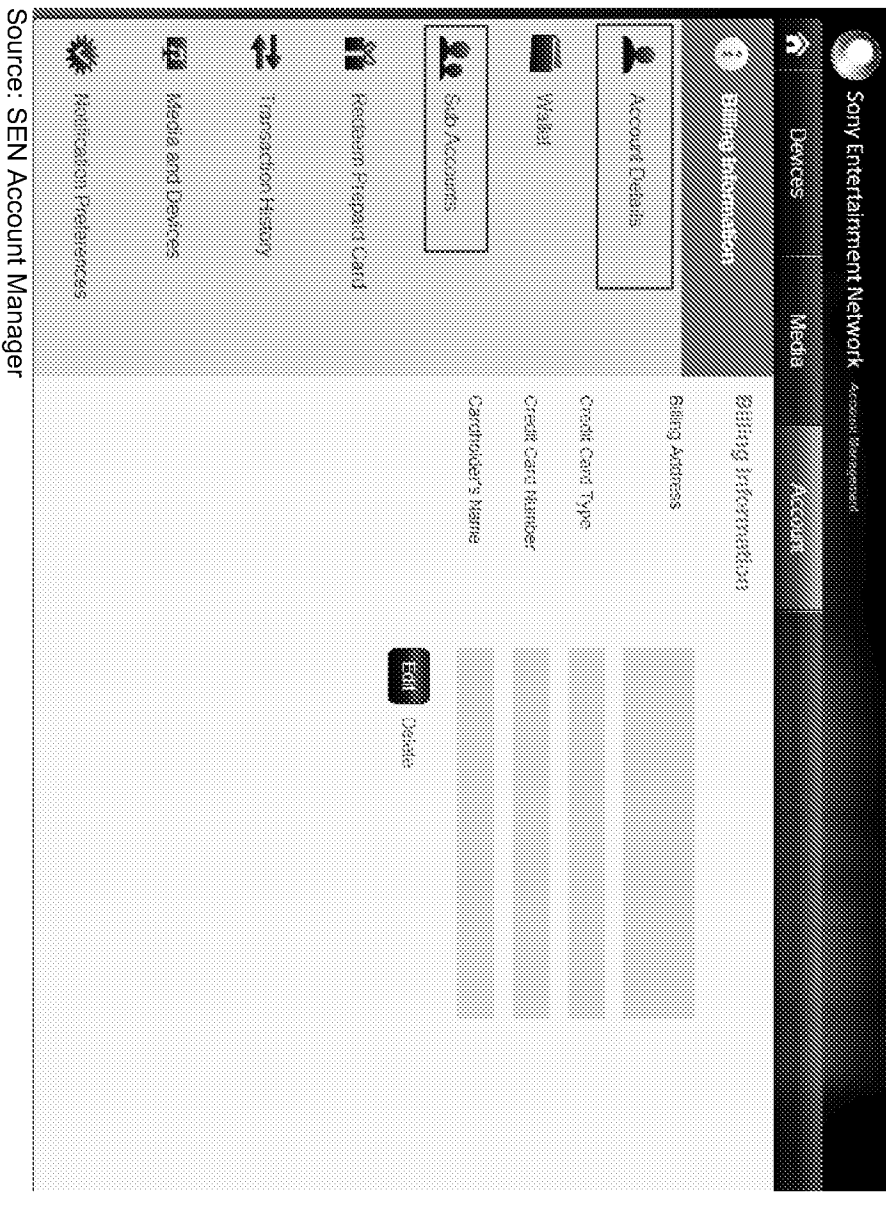 Sony Entertainment Network Account Management
Devices Media Account
Billing Information
Account Details
Wallet
Sub Accounts
Redeem Prepaid Card
Transaction History
Media and Devices
Notification Preferences
Billing Information
Billing Address
Credit Card Type
Credit Card Number
Cardholder's Name
Edit Delete
Source: SEN Account Manager